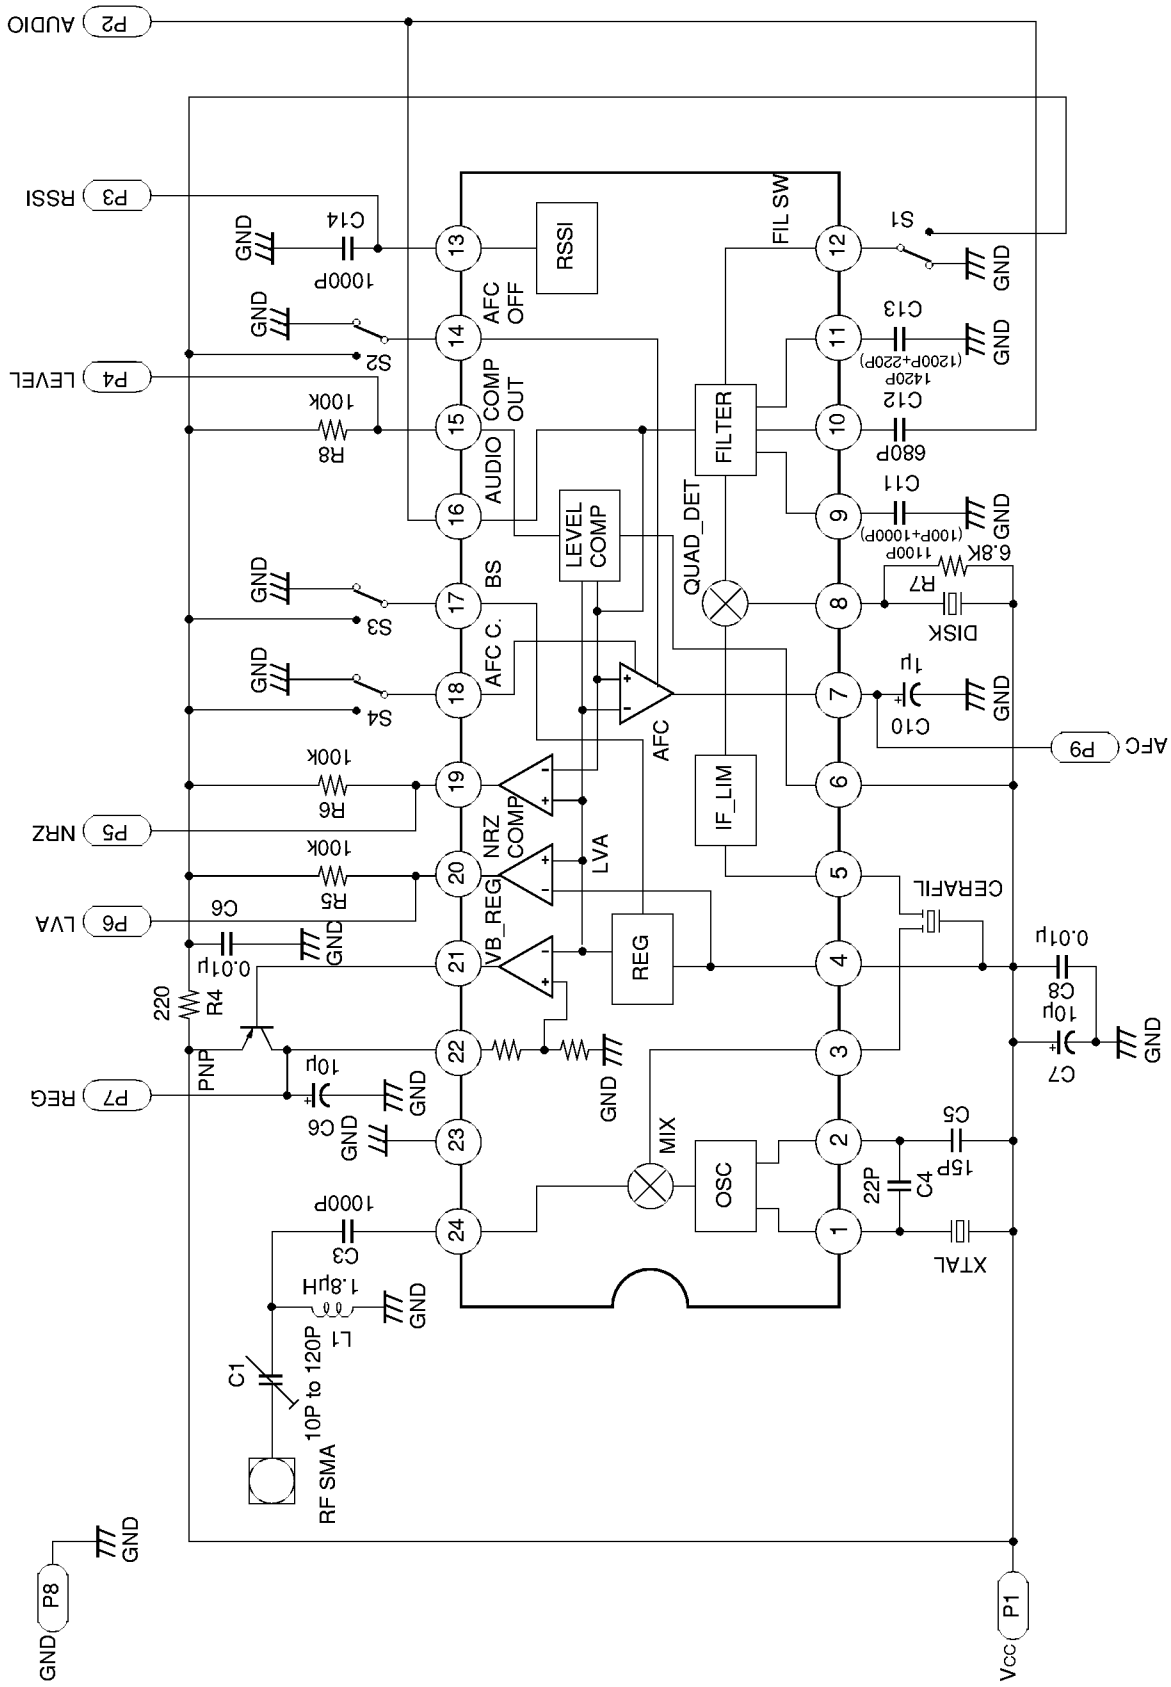 AUDIO
P2
RSSI
P3
GND
C14
1000P
13
RSSI
FIL SW
12
S1
GND
GND
S2
AFC
OFF
14
11
C13
1420P
(1200P+220P)
GND
LEVEL
P4
100k
R8
COMP
OUT
15
FILTER
10
C12
680P
AUDIO
16
LEVEL
COMP
QUAD_DET
9
C11
1100P
(100P+1000P)
GND
GND
S3
BS
17
8
R7
6.8K
DISK
GND
S4
AFC C.
18
AFC
7
1μ
C10
GND
P9
AFC
100k
R6
19
NRZ
COMP
IF_LIM
6
NRZ
P5
100k
R5
20
LVA
5
CERAFIL
LVA
P6
C6
0.01μ
GND
VB_REG
21
REG
4
0.01μ
C8
220
R4
PNP
22
GND
3
10μ
C7
GND
REG
P7
10μ
C6
GND
GND
23
MIX
2
C5
15P
1000P
C3
24
OSC
1
22P
C4
XTAL
1.8μH
L1
GND
C1
10P to 120P
RF SMA
GND
P8
GND
Vcc
P1